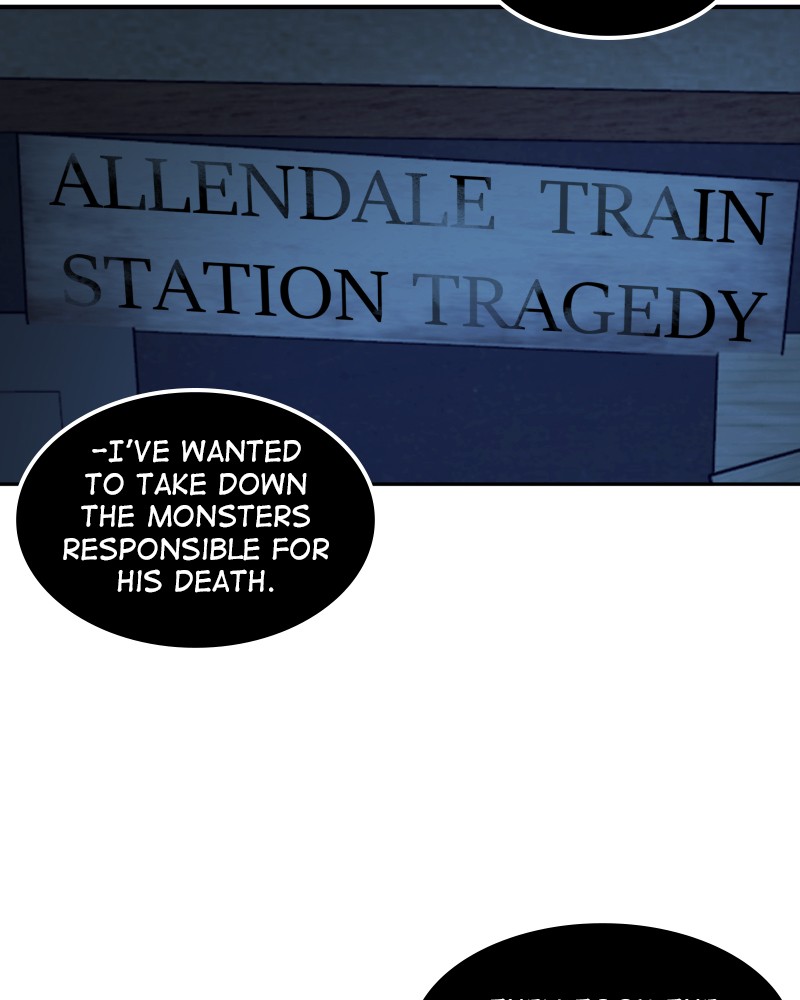 ALLENDALE TRAIN
STATION TRAGEDY
-I'VE WANTED
TO TAKE DOWN
THE MONSTERS
RESPONSIBLE FOR
HIS DEATH.